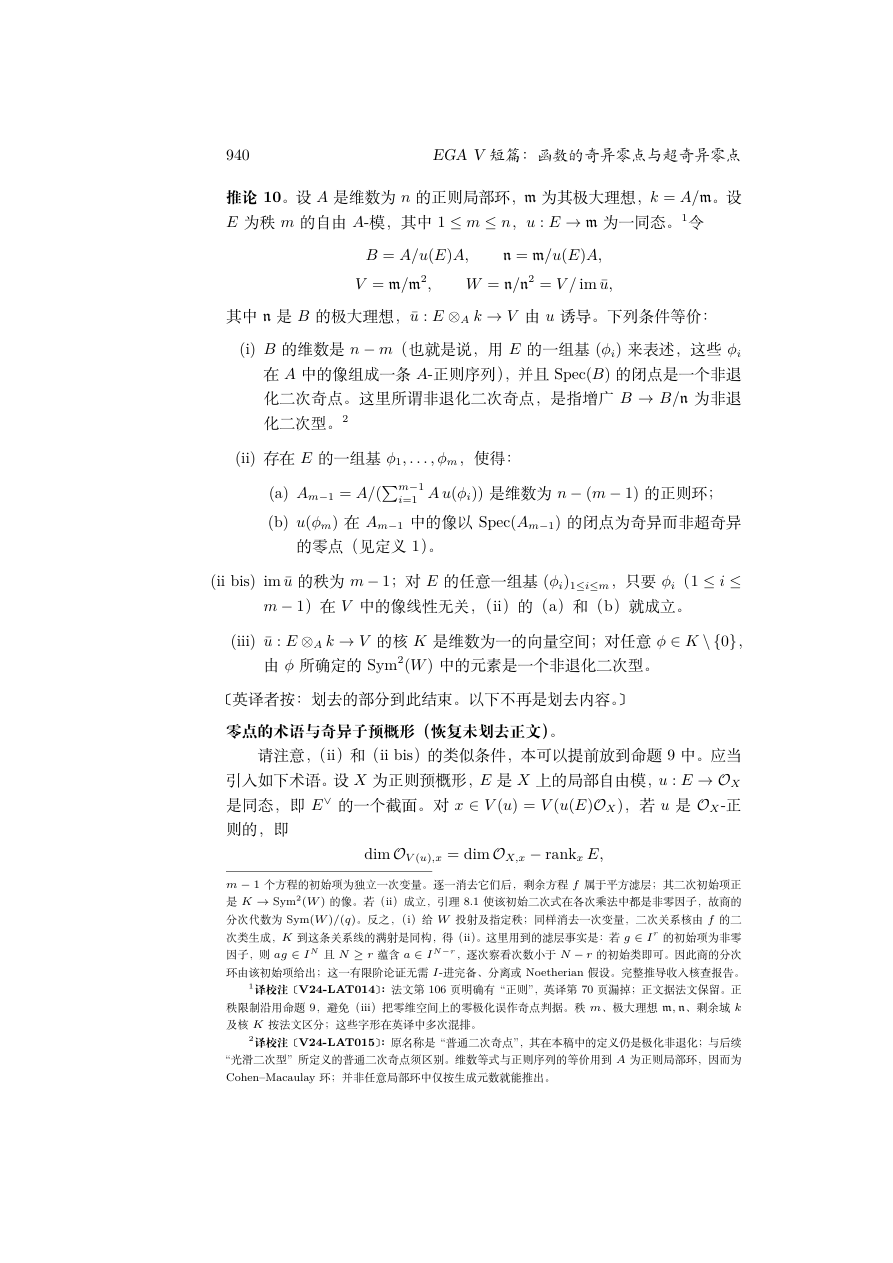 940 EGA V 短篇：函数的奇异零点与超奇异零点
推论 10。设 A 是维数为 n 的正则局部环，𝔪 为其极大理想，k = A/𝔪。设
E 为秩 m 的自由 A-模，其中 1 ≤ m ≤ n，u : E → 𝔪 为一同态。¹令
B = A/u(E)A, 𝔫 = 𝔪/u(E)A,
V = 𝔪/𝔪², W = 𝔫/𝔫² = V/ im ū,
其中 𝔫 是 B 的极大理想，ū : E ⊗_A k → V 由 u 诱导。下列条件等价：
(i) B 的维数是 n − m（也就是说，用 E 的一组基 (ϕ_i) 来表述，这些 ϕ_i
在 A 中的像组成一条 A-正则序列），并且 Spec(B) 的闭点是一个非退
化二次奇点。这里所谓非退化二次奇点，是指增广 B → B/𝔫 为非退
化二次型。²
(ii) 存在 E 的一组基 ϕ_1, . . . , ϕ_m，使得：
(a) A_{m−1} = A/(∑_{i=1}^{m−1} A u(ϕ_i)) 是维数为 n − (m − 1) 的正则环；
(b) u(ϕ_m) 在 A_{m−1} 中的像以 Spec(A_{m−1}) 的闭点为奇异而非超奇异
的零点（见定义 1）。
(ii bis) im ū 的秩为 m − 1；对 E 的任意一组基 (ϕ_i)_{1≤i≤m}，只要 ϕ_i（1 ≤ i ≤
m − 1）在 V 中的像线性无关，（ii）的（a）和（b）就成立。
(iii) ū : E ⊗_A k → V 的核 K 是维数为一的向量空间；对任意 ϕ ∈ K \ {0}，
由 ϕ 所确定的 Sym²(W) 中的元素是一个非退化二次型。
〔英译者按：划去的部分到此结束。以下不再是划去内容。〕
零点的术语与奇异子预概形（恢复未划去正文）。
请注意，（ii）和（ii bis）的类似条件，本可以提前放到命题 9 中。应当
引入如下术语。设 X 为正则预概形，E 是 X 上的局部自由模，u : E → 𝒪_X
是同态，即 E^∨ 的一个截面。对 x ∈ V(u) = V(u(E)𝒪_X)，若 u 是 𝒪_X-正
则的，即
dim 𝒪_{V(u),x} = dim 𝒪_{X,x} − rank_x E,
m − 1 个方程的初始项为独立一次变量。逐一消去它们后，剩余方程 f 属于平方滤层；其二次初始项正
是 K → Sym²(W) 的像。若（ii）成立，引理 8.1 使该初始二次式在各次乘法中都是非零因子，故商的
分次代数为 Sym(W)/(q)。反之，（i）给 W 投射及指定秩；同样消去一次变量，二次关系核由 f 的二
次类生成，K 到这条关系线的满射是同构，得（ii）。这里用到的滤层事实是：若 g ∈ I^r 的初始项为非零
因子，则 ag ∈ I^N 且 N ≥ r 蕴含 a ∈ I^{N−r}，逐次察看次数小于 N − r 的初始类即可。因此商的分次
环由该初始项给出；这一有限阶论证无需 I-进完备、分离或 Noetherian 假设。完整推导收入核查报告。
¹译校注〔V24-LAT014〕：法文第 106 页明确有 “正则”，英译第 70 页漏掉；正文据法文保留。正
秩限制沿用命题 9，避免（iii）把零维空间上的零极化误作奇点判据。秩 m、极大理想 𝔪, 𝔫、剩余域 k
及核 K 按法文区分；这些字形在英译中多次混排。
²译校注〔V24-LAT015〕：原名称是 “普通二次奇点”，其在本稿中的定义仍是极化非退化；与后续
“光滑二次型” 所定义的普通二次奇点须区别。维数等式与正则序列的等价用到 A 为正则局部环，因而为
Cohen–Macaulay 环；并非任意局部环中仅按生成元数就能推出。